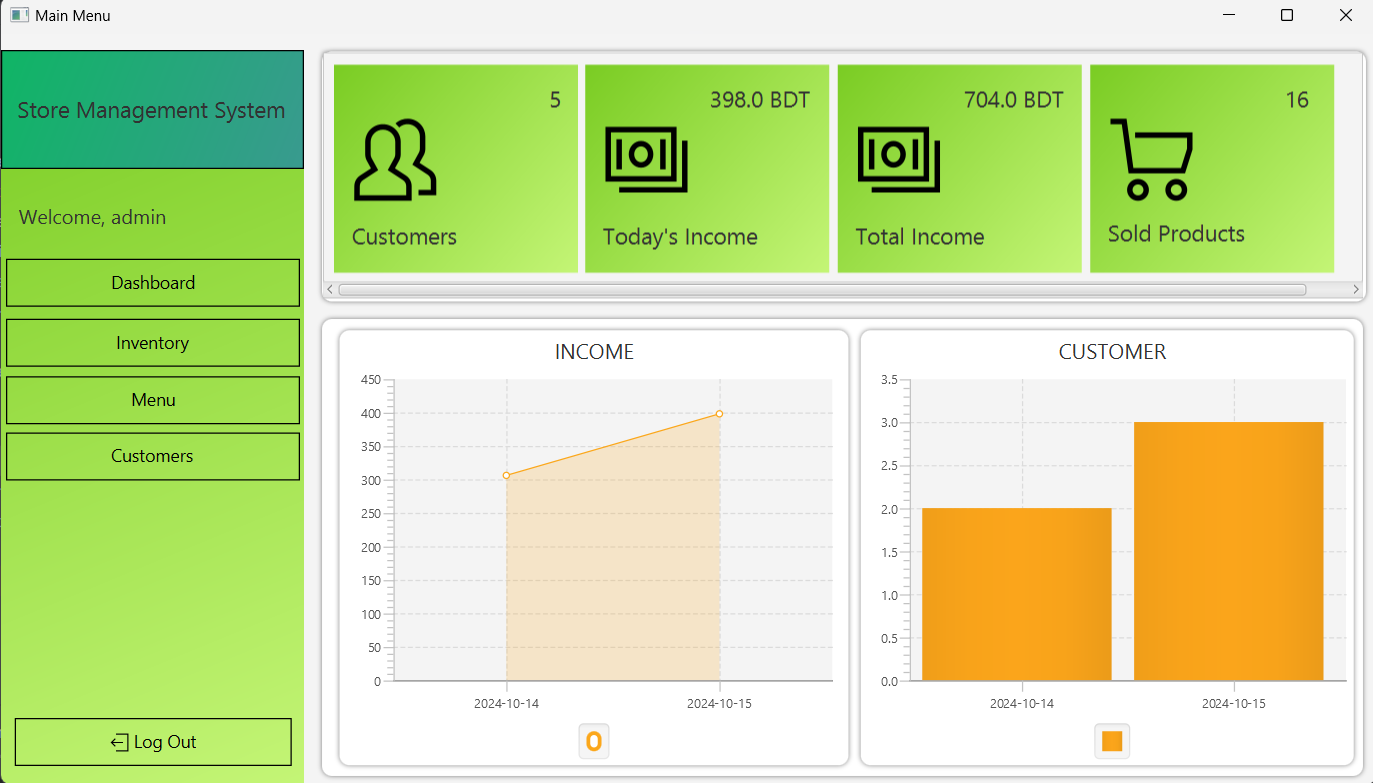 Main Menu
Store Management System
Welcome, admin
Dashboard
Inventory
Menu
Customers
Log Out
5
Customers
398.0 BDT
Today's Income
704.0 BDT
Total Income
16
Sold Products
INCOME
450
400
350
300
250
200
150
100
50
0
2024-10-14
2024-10-15
CUSTOMER
3.5
3.0
2.5
2.0
1.5
1.0
0.5
0.0
2024-10-14
2024-10-15